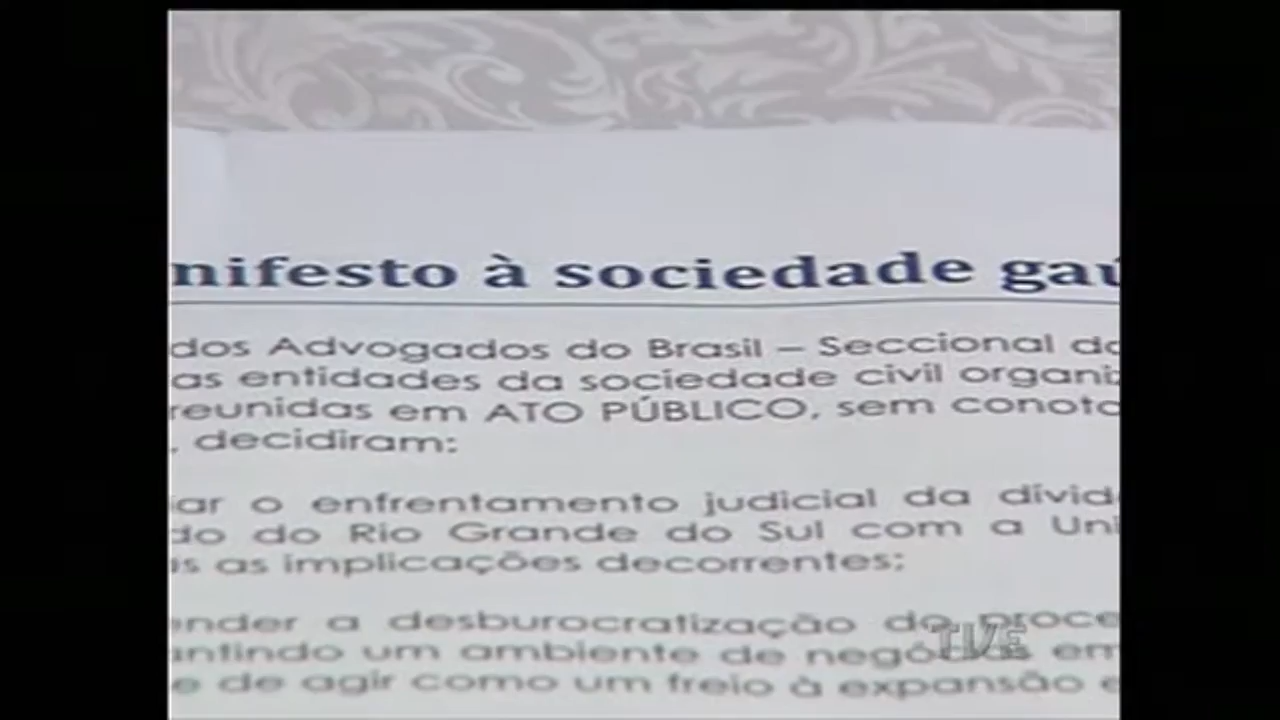 nifesto à sociedade gaú
dos Advogados do Brasil – Seccional do
as entidades da sociedade civil organiz
reunidas em ATO PÚBLICO, sem conota
, decidiram:
ar o enfrentamento judicial da dívid
do do Rio Grande do Sul com a Uni
s as implicações decorrentes;
ender a desburocratização do proce
antindo um ambiente de negócios em
e de agir como um freio à expansão e
TVE